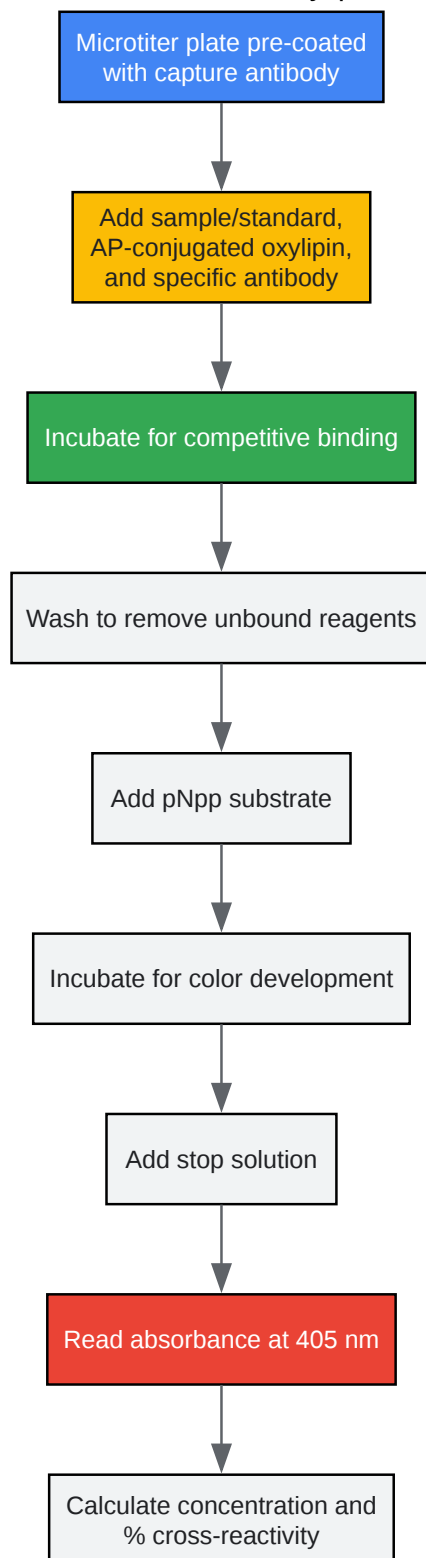 Microtiter plate pre-coated
with capture antibody
Add sample/standard,
AP-conjugated oxylipin,
and specific antibody
Incubate for competitive binding
Wash to remove unbound reagents
Add pNpp substrate
Incubate for color development
Add stop solution
Read absorbance at 405 nm
Calculate concentration and
% cross-reactivity